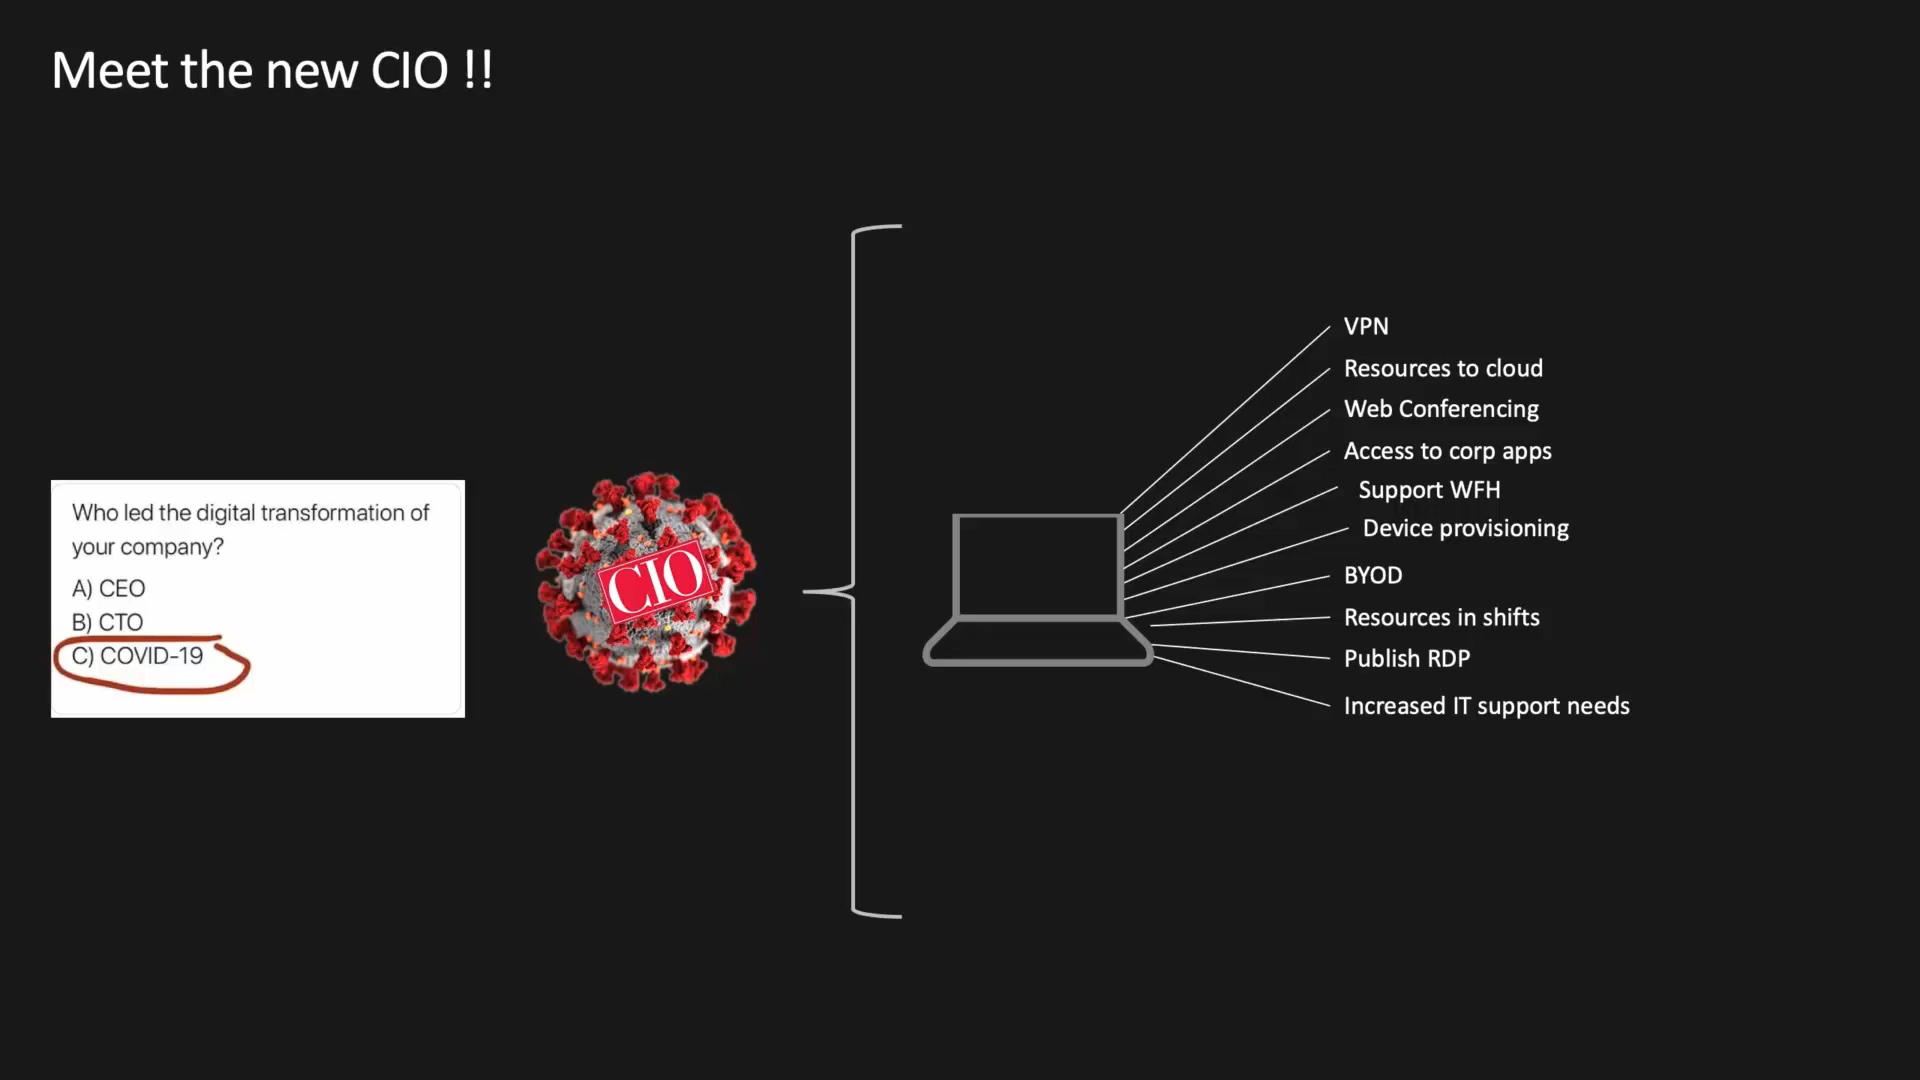 Meet the new CIO !!
Who led the digital transformation of
your company?
A) CEO
B) CTO
C) COVID-19
CIO
VPN
Resources to cloud
Web Conferencing
Access to corp apps
Support WFH
Device provisioning
BYOD
Resources in shifts
Publish RDP
Increased IT support needs